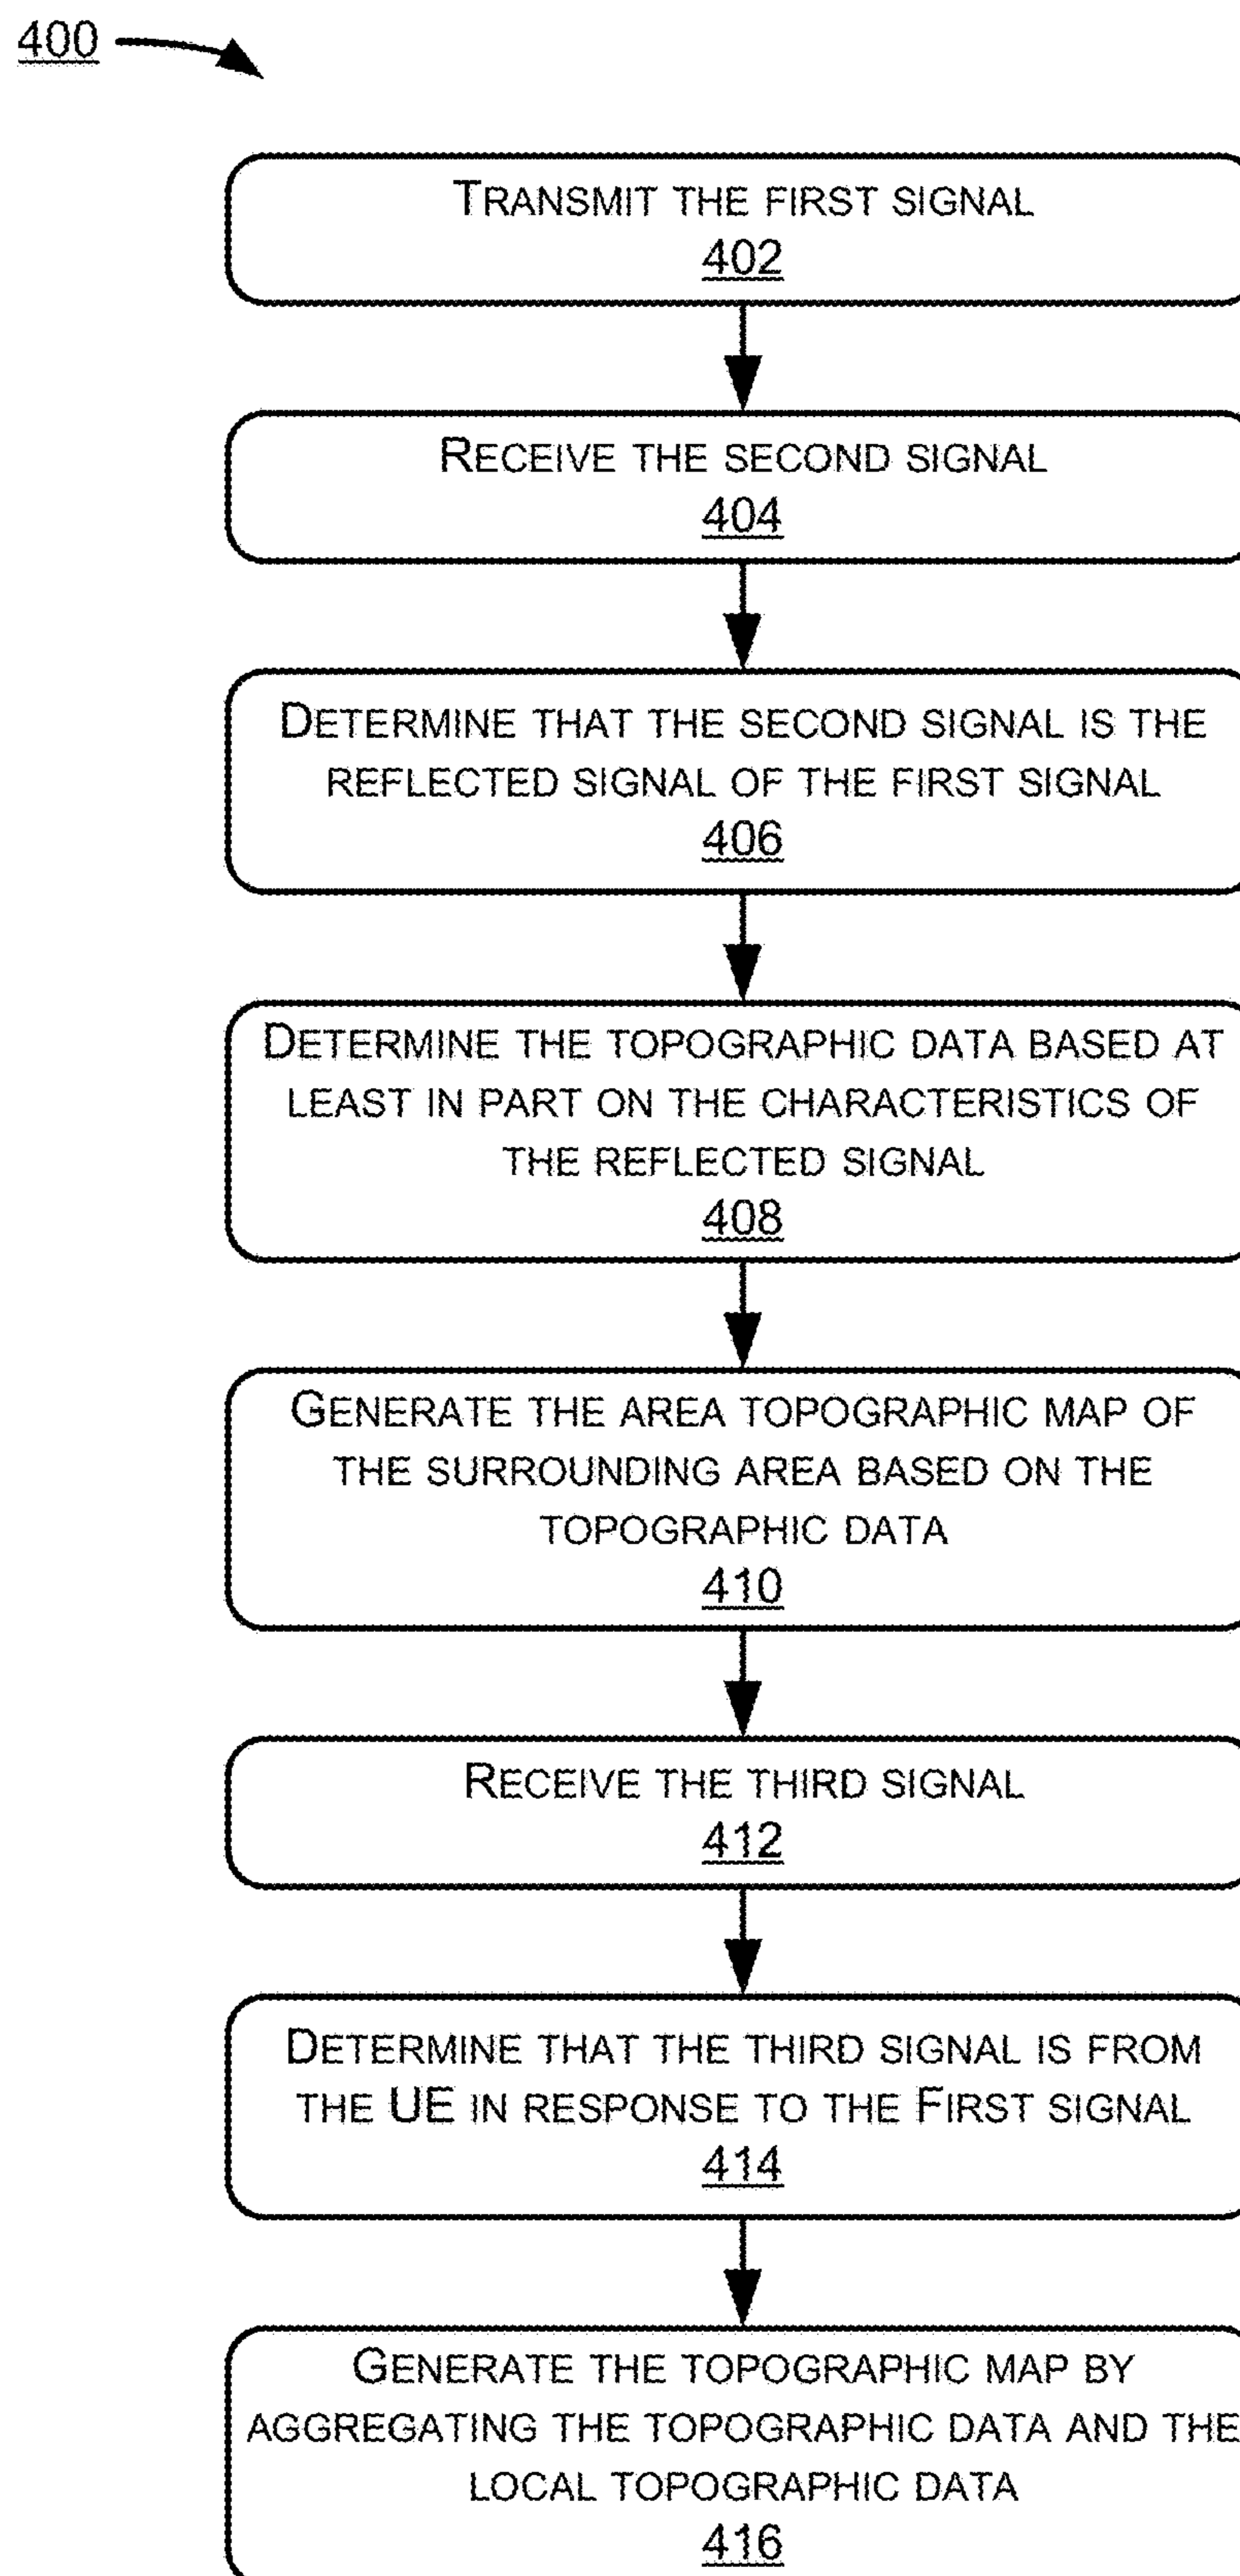 400
TRANSMIT THE FIRST SIGNAL
402
RECEIVE THE SECOND SIGNAL
404
DETERMINE THAT THE SECOND SIGNAL IS THE
REFLECTED SIGNAL OF THE FIRST SIGNAL
406
DETERMINE THE TOPOGRAPHIC DATA BASED AT
LEAST IN PART ON THE CHARACTERISTICS OF
THE REFLECTED SIGNAL
408
GENERATE THE AREA TOPOGRAPHIC MAP OF
THE SURROUNDING AREA BASED ON THE
TOPOGRAPHIC DATA
410
RECEIVE THE THIRD SIGNAL
412
DETERMINE THAT THE THIRD SIGNAL IS FROM
THE UE IN RESPONSE TO THE FIRST SIGNAL
414
GENERATE THE TOPOGRAPHIC MAP BY
AGGREGATING THE TOPOGRAPHIC DATA AND THE
LOCAL TOPOGRAPHIC DATA
416